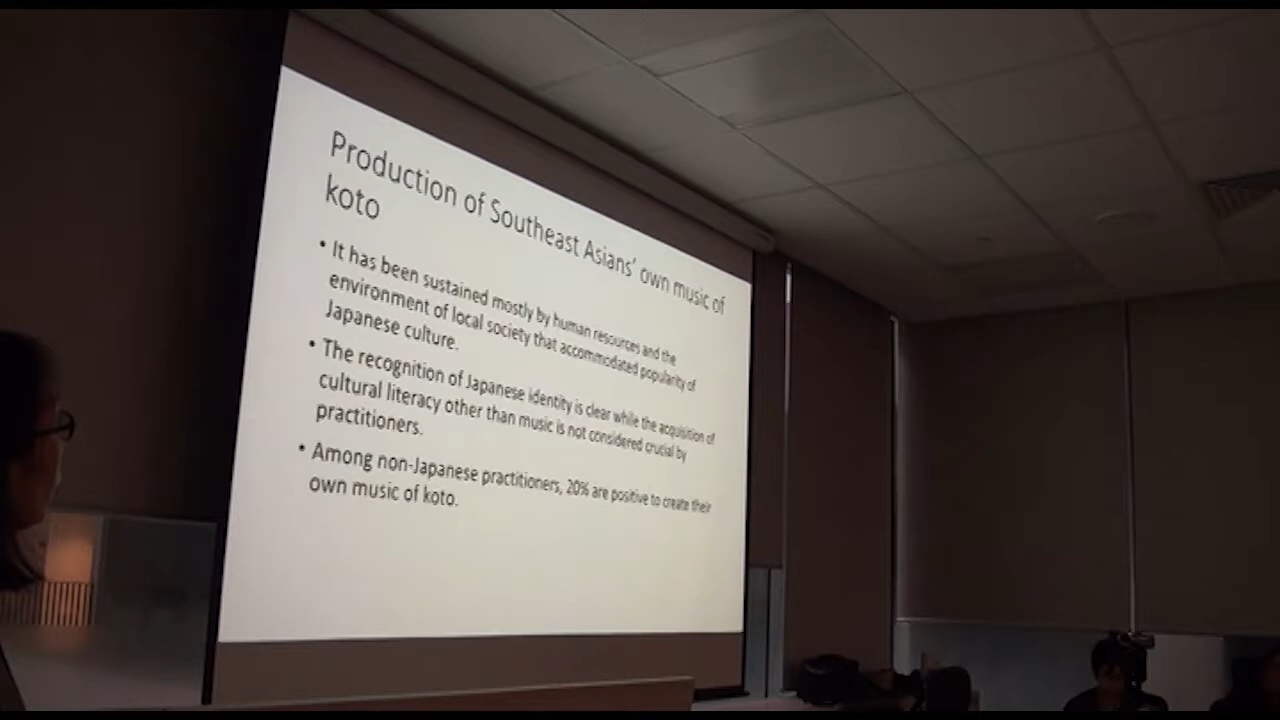 Production of Southeast Asians' own music of
koto
• It has been sustained mostly by human resources and the
environment of local society that accommodated popularity of
Japanese culture.
• The recognition of Japanese identity is clear while the acquisition of
cultural literacy other than music is not considered crucial by
practitioners.
• Among non-Japanese practitioners, 20% are positive to create their
own music of koto.